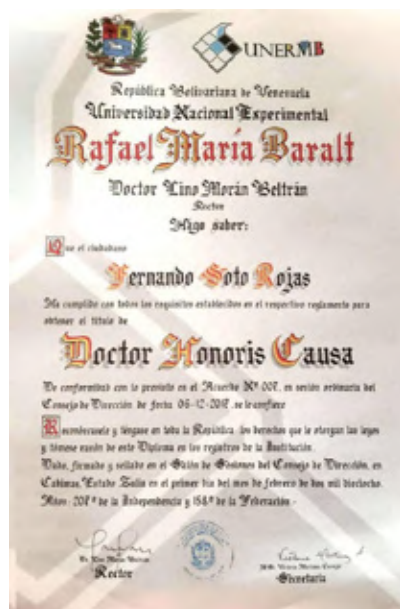 UNERMB
República Bolivariana de Venezuela
Universidad Nacional Experimental
Rafael María Baralt
Doctor Lino Morán Beltrán
Rector
Hago saber:
Que el ciudadano
Fernando Soto Rojas
Ha cumplido con todos los requisitos establecidos en el respectivo reglamento para
obtener el título de
Doctor Honoris Causa
De conformidad con lo previsto en el Acuerdo Nº en sesión ordinaria del
Consejo de Dirección de fecha 06-12-2017, se le confiere
Reconózcasele y téngase en toda la República, los derechos que le otorgan las leyes
y tómese razón de este Diploma en los registros de la Institución.
Dado, firmado y sellado en el Salón de Sesiones del Consejo de Dirección, en
Cabimas, Estado Zulia en el primer día del mes de febrero de dos mil dieciocho.
Años: 207º de la Independencia y 158º de la Federación.-
Rector
Secretaria